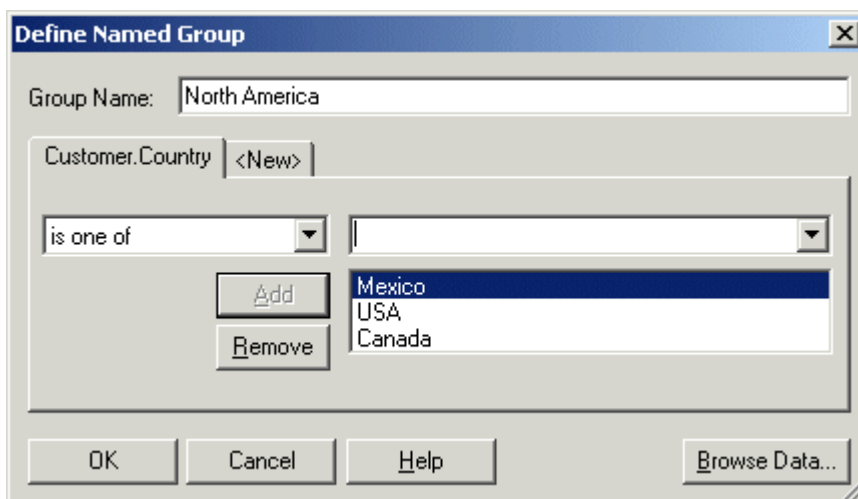 Define Named Group
Group Name: North America
Customer.Country <New>
is one of
Add Mexico
USA
Remove Canada
OK Cancel Help Browse Data...